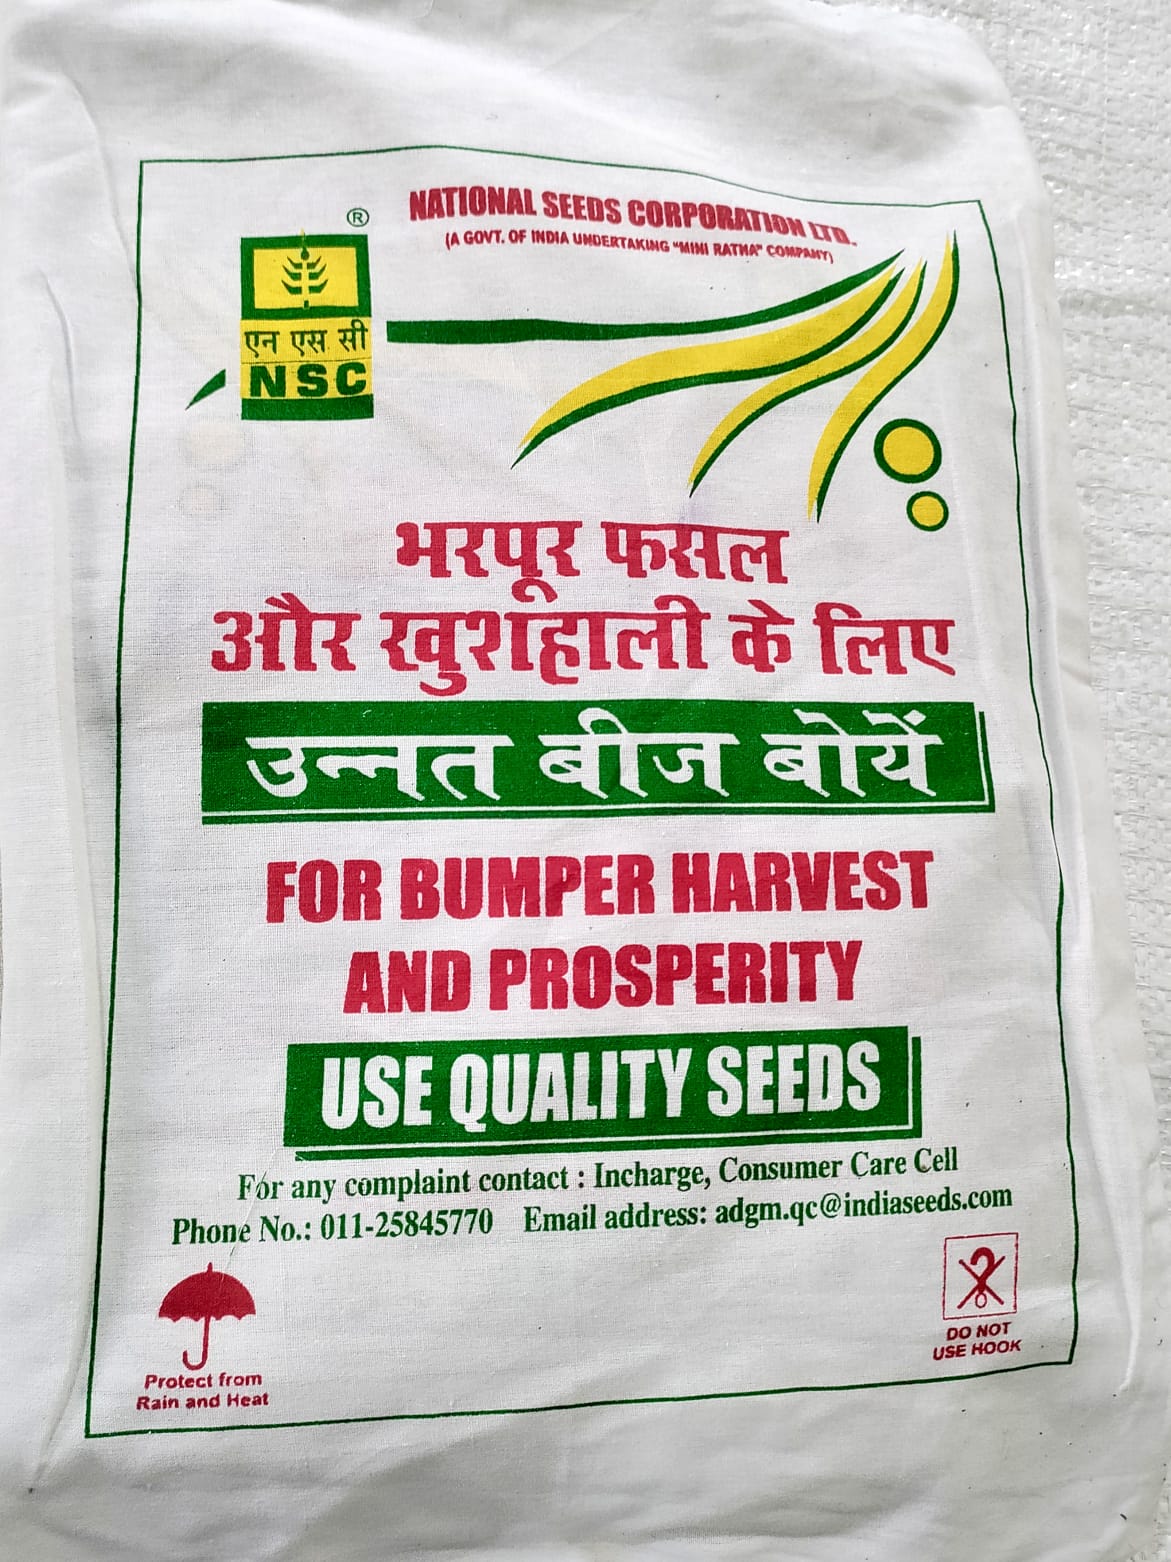 NATIONAL SEEDS CORPORATION LTD.
(A GOVT. OF INDIA UNDERTAKING "MINI RATNA" COMPANY)
®
एन एस सी
NSC
भरपूर फसल
और खुशहाली के लिए
उन्नत बीज बोयें
FOR BUMPER HARVEST
AND PROSPERITY
USE QUALITY SEEDS
For any complaint contact : Incharge, Consumer Care Cell
Phone No.: 011-25845770 Email address: adgm.qc@indiaseeds.com
Protect from
Rain and Heat
DO NOT
USE HOOK